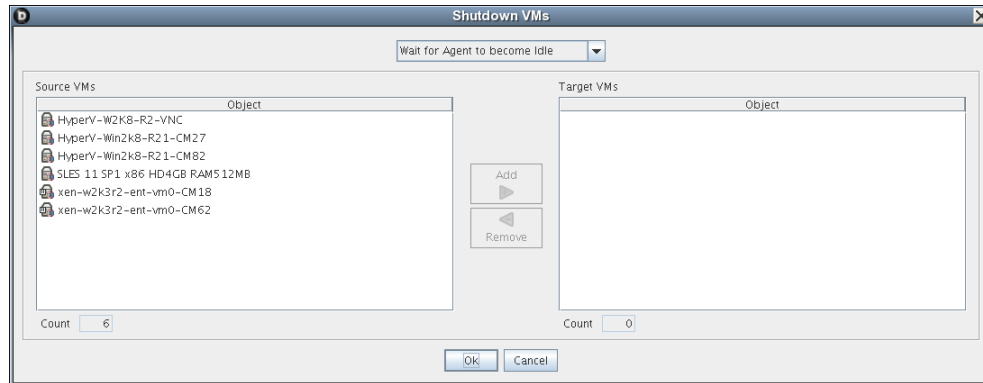 Shutdown VMs
Wait for Agent to become Idle
Source VMs
Object
HyperV-W2K8-R2-VNC
HyperV-Win2k8-R21-CM27
HyperV-Win2k8-R21-CM82
SLES 11 SP1 x86 HD4GB RAM512MB
xen-w2k3r2-ent-vm0-CM18
xen-w2k3r2-ent-vm0-CM62
Count 6
Add
Remove
Target VMs
Object
Count 0
Ok Cancel